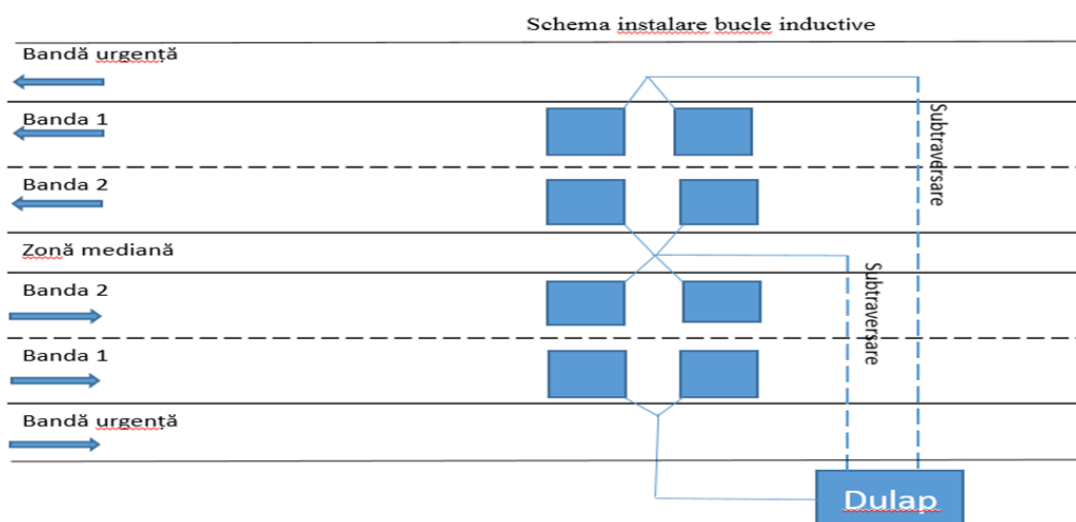 Schema instalare bucle inductive
Bandă urgență
Banda 1
Subtraversare
Banda 2
Zonă mediană
Subtraversare
Banda 2
Banda 1
Bandă urgență
Dulap